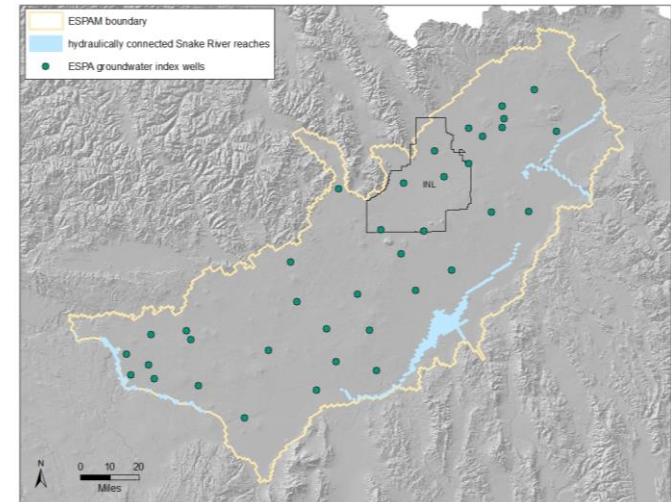 ESPAM boundary
hydraulically connected Snake River reaches
ESPA groundwater index wells
INL
N
0 10 20
Miles